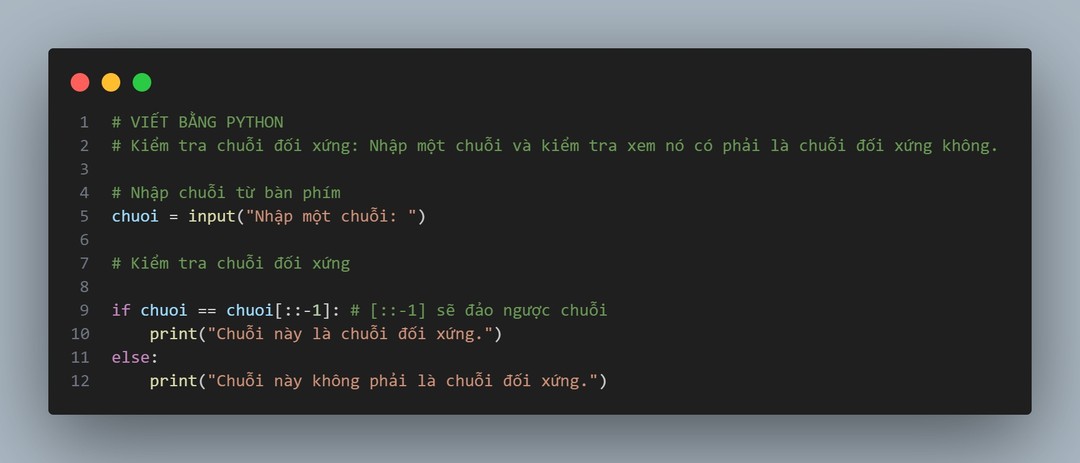 1 # VIẾT BẰNG PYTHON
2 # Kiểm tra chuỗi đối xứng: Nhập một chuỗi và kiểm tra xem nó có phải là chuỗi đối xứng không.
3
4 # Nhập chuỗi từ bàn phím
5 chuoi = input("Nhập một chuỗi: ")
6
7 # Kiểm tra chuỗi đối xứng
8
9 if chuoi == chuoi[::-1]: # [::-1] sẽ đảo ngược chuỗi
10     print("Chuỗi này là chuỗi đối xứng.")
11 else:
12     print("Chuỗi này không phải là chuỗi đối xứng.")